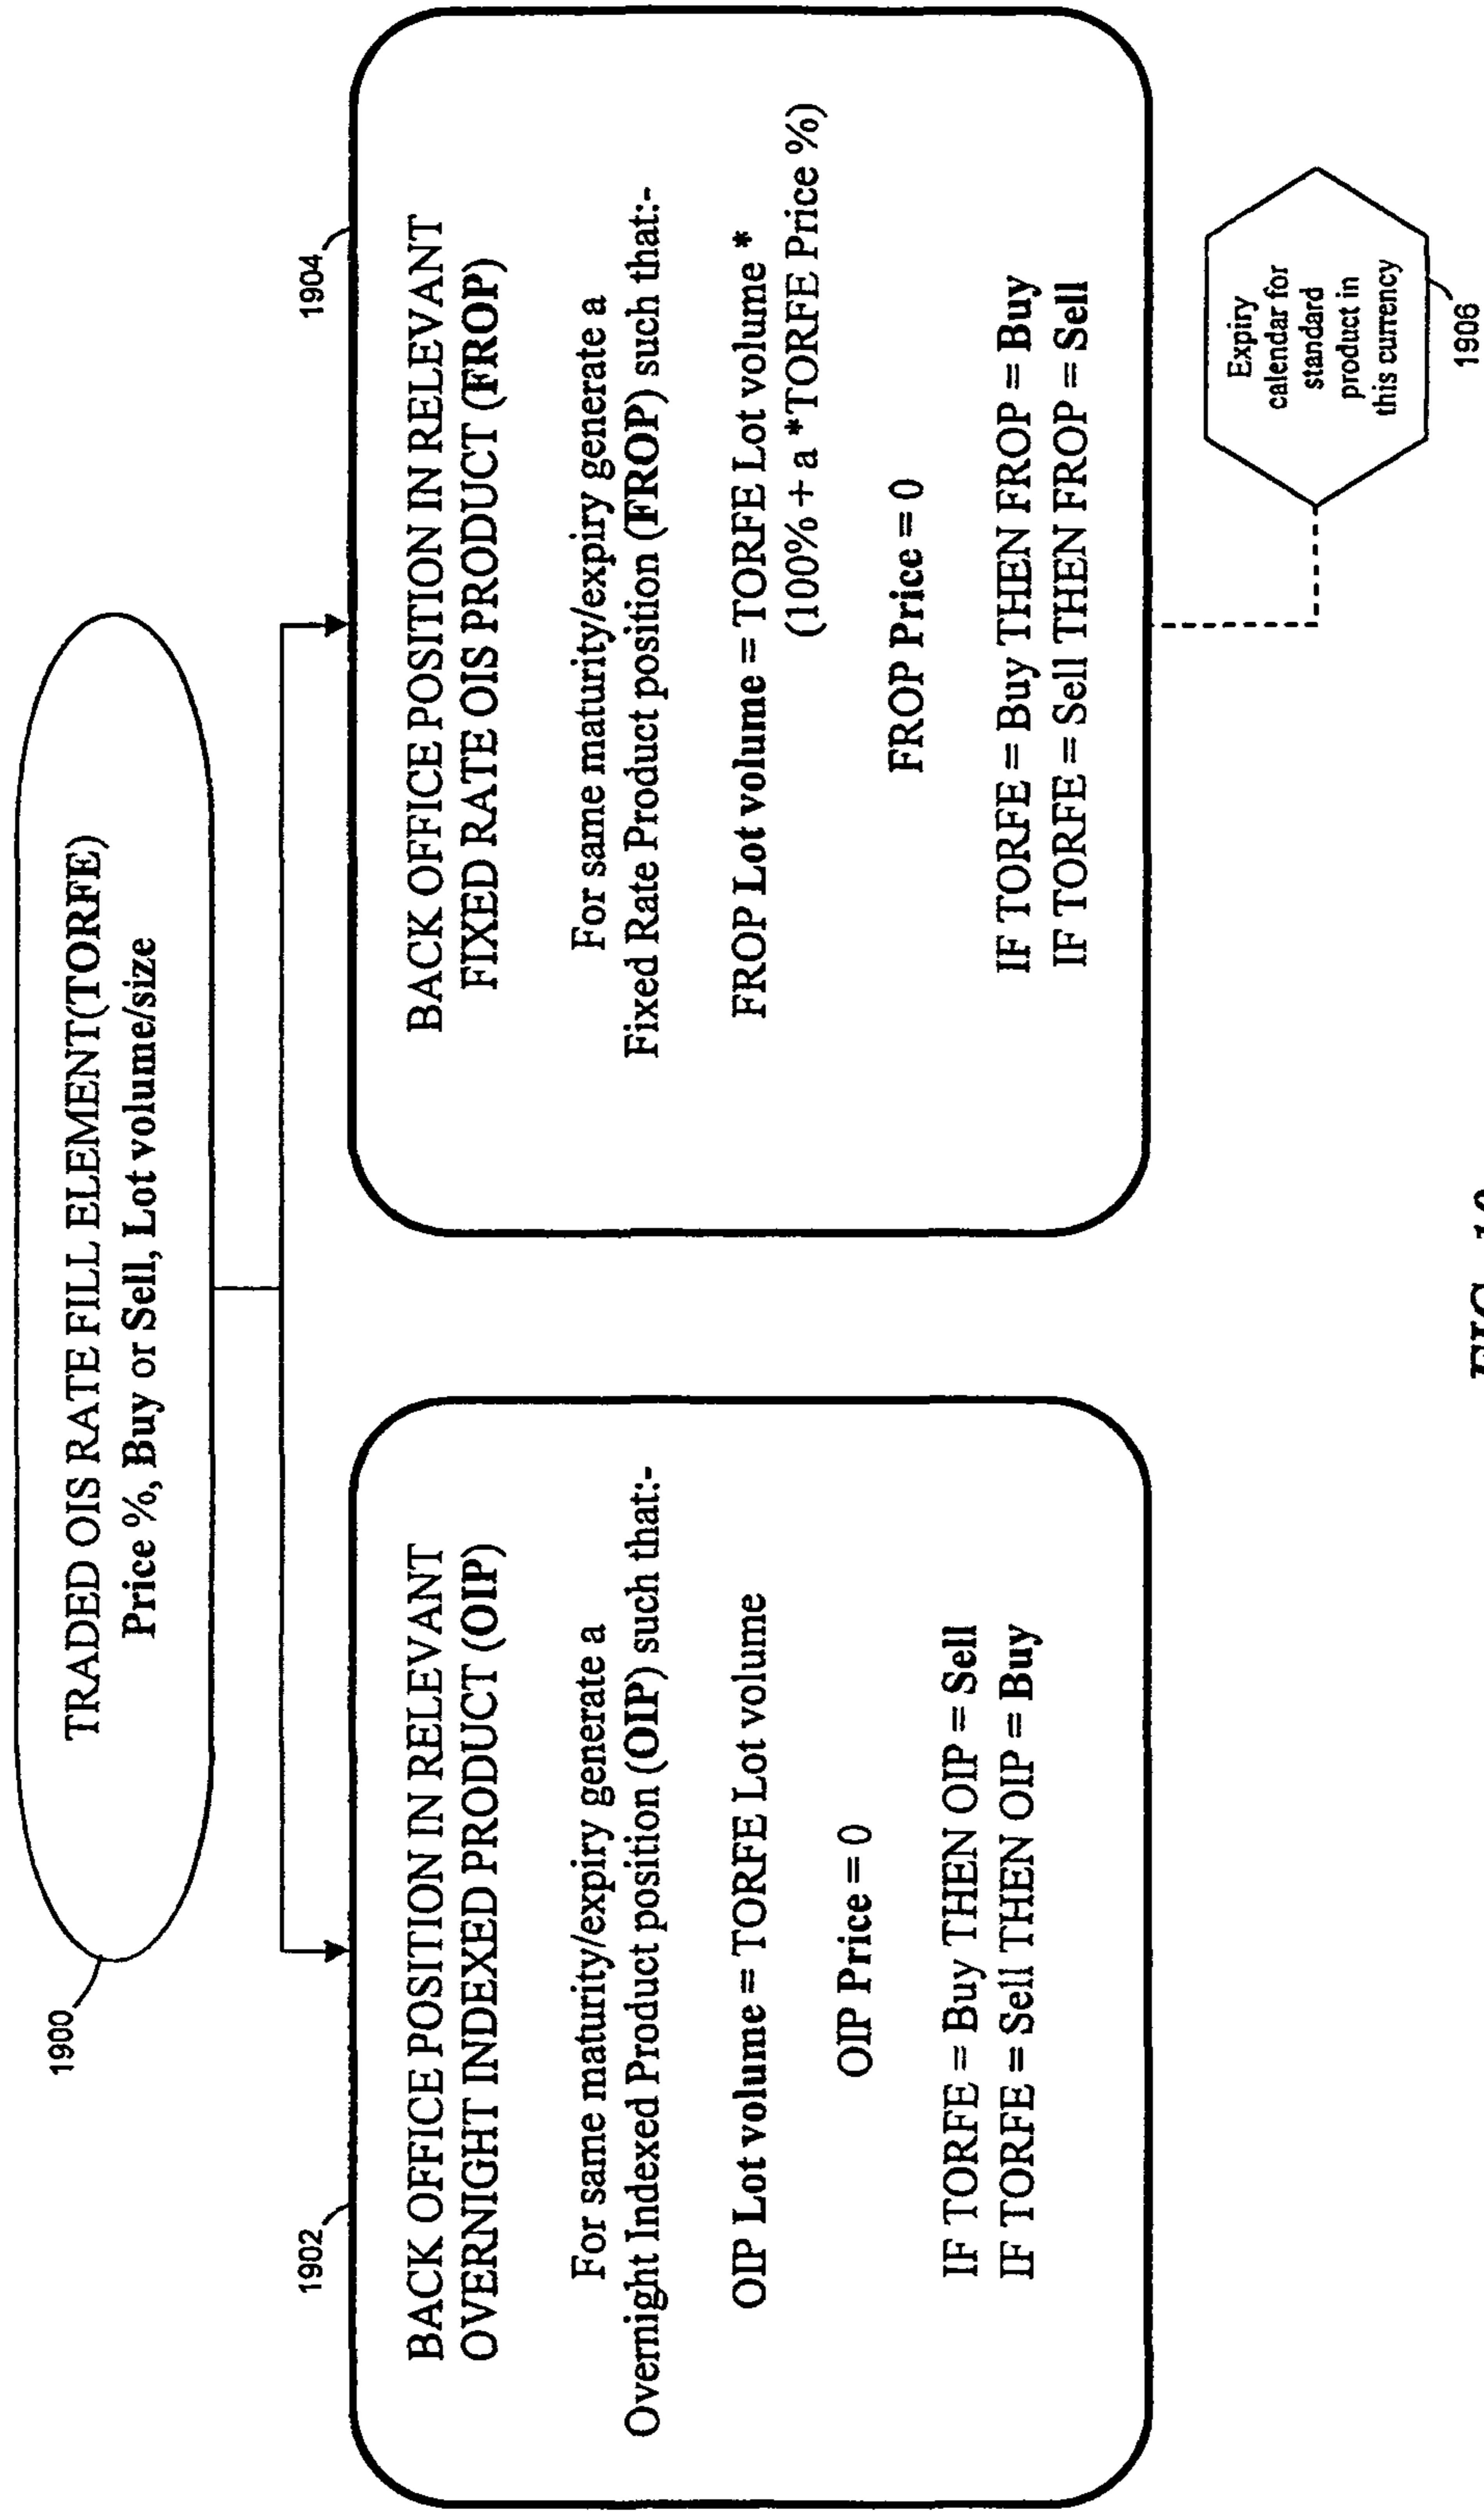 1900
TRADED OIS RATE FILL ELEMENT(TORFE)
Price %, Buy or Sell, Lot volume/size
1902
BACK OFFICE POSITION IN RELEVANT
OVERNIGHT INDEXED PRODUCT (OIP)
For same maturity/expiry generate a
Overnight Indexed Product position (OIP) such that:-
OIP Lot volume = TORFE Lot volume
OIP Price = 0
IF TORFE = Buy THEN OIP = Sell
IF TORFE = Sell THEN OIP = Buy
1904
BACK OFFICE POSITION IN RELEVANT
FIXED RATE OIS PRODUCT (FROP)
For same maturity/expiry generate a
Fixed Rate Product position (FROP) such that:-
FROP Lot volume = TORFE Lot volume *
(100% + a *TORFE Price %)
FROP Price = 0
IF TORFE = Buy THEN FROP = Buy
IF TORFE = Sell THEN FROP = Sell
Expiry
calendar for
standard
product in
this currency
1906
FIG.